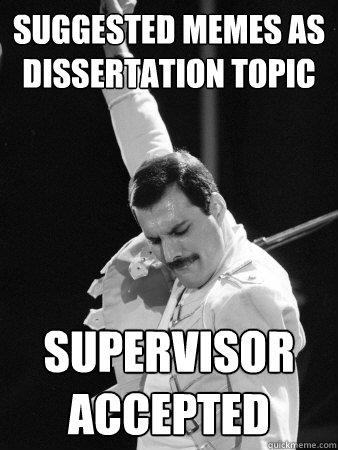 SUGGESTED MEMES AS
DISSERTATION TOPIC
SUPERVISOR
ACCEPTED
quickmeme.com